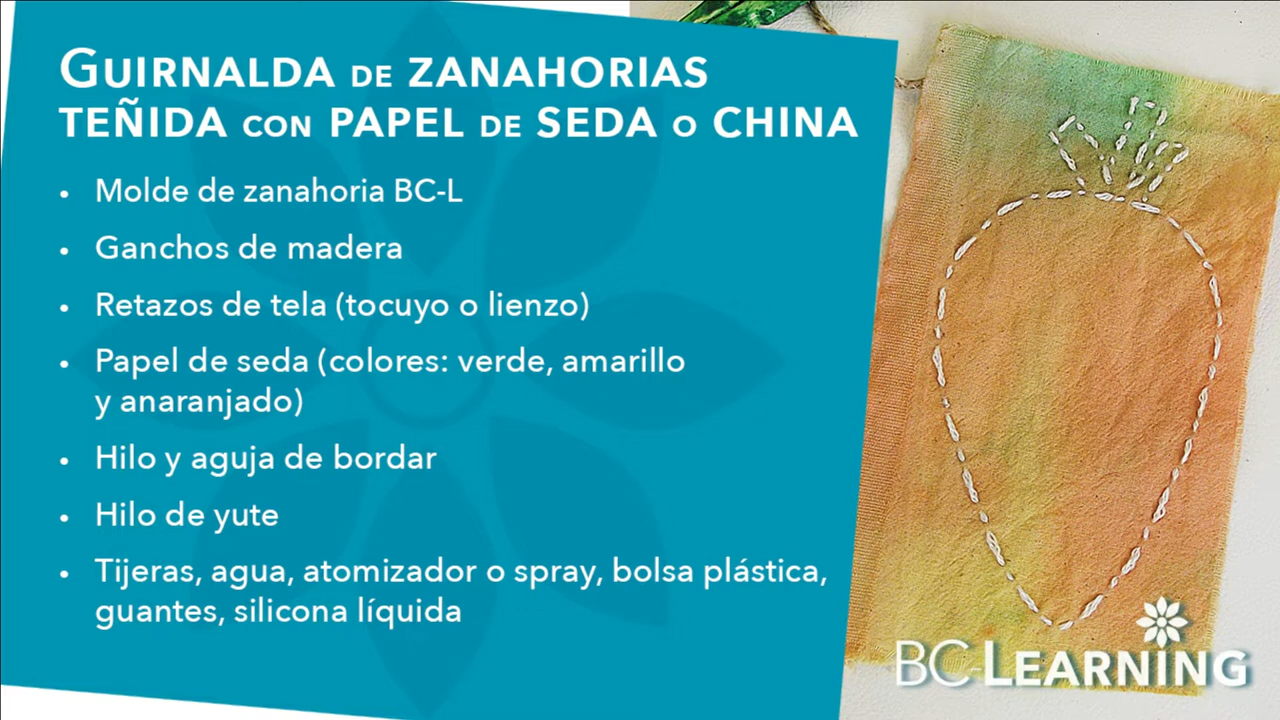 GUIRNALDA DE ZANAHORIAS
TEÑIDA CON PAPEL DE SEDA O CHINA
• Molde de zanahoria BC-L
• Ganchos de madera
• Retazos de tela (tocuyo o lienzo)
• Papel de seda (colores: verde, amarillo
y anaranjado)
• Hilo y aguja de bordar
• Hilo de yute
• Tijeras, agua, atomizador o spray, bolsa plástica,
guantes, silicona líquida
BC-LEARNING